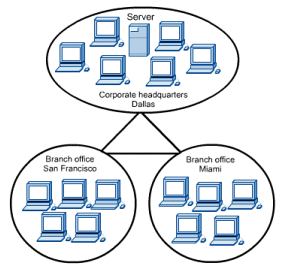 Server
Corporate headquarters
Dallas
Branch office
San Francisco
Branch office
Miami